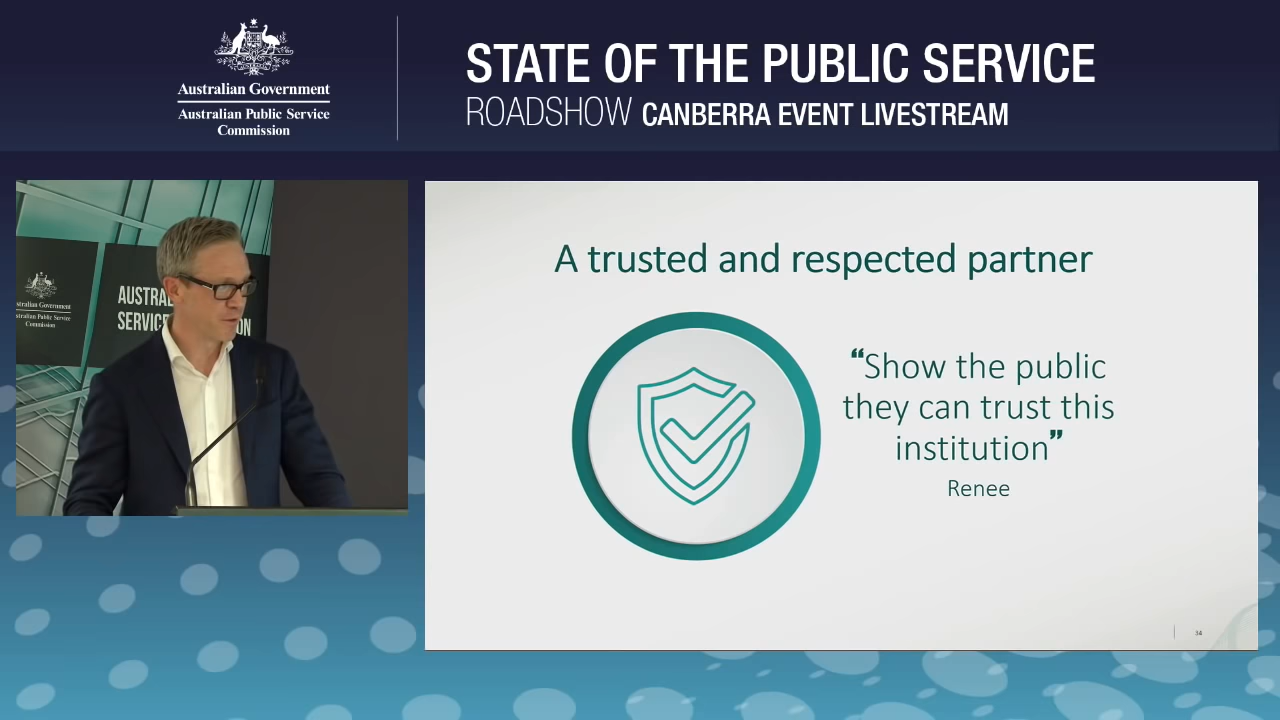 Australian Government
Australian Public Service
Commission
STATE OF THE PUBLIC SERVICE
ROADSHOW CANBERRA EVENT LIVESTREAM
Australian Government
Australian Public Service
Commission
AUSTRAL
SERVICE
ON
A trusted and respected partner
“Show the public
they can trust this
institution”
Renee
34